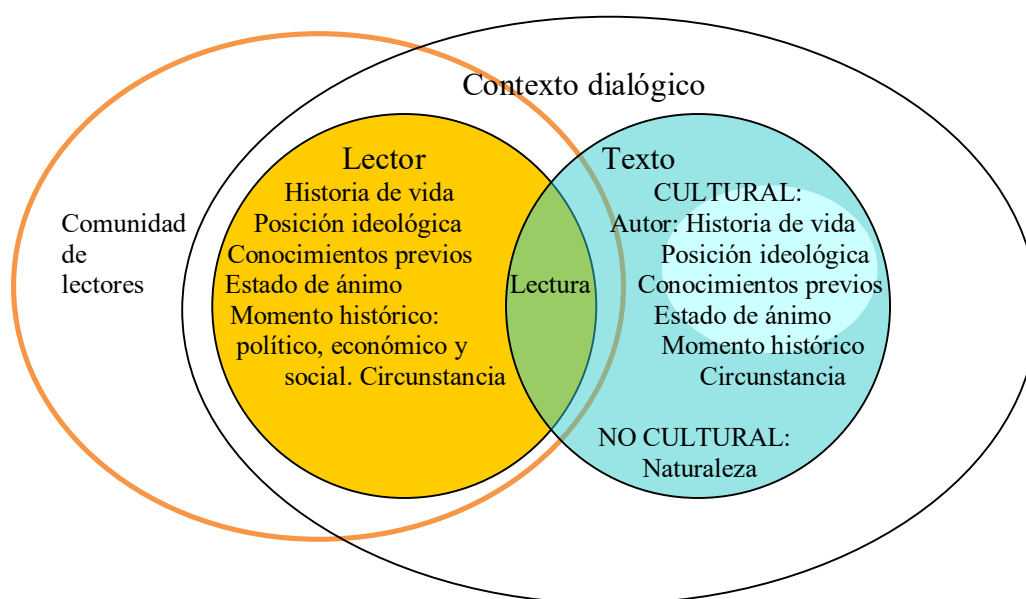 Contexto dialógico
Comunidad
de
lectores
Lector
Historia de vida
Posición ideológica
Conocimientos previos
Estado de ánimo
Momento histórico:
político, económico y
social. Circunstancia
Lectura
Texto
CULTURAL:
Autor: Historia de vida
Posición ideológica
Conocimientos previos
Estado de ánimo
Momento histórico
Circunstancia
NO CULTURAL:
Naturaleza